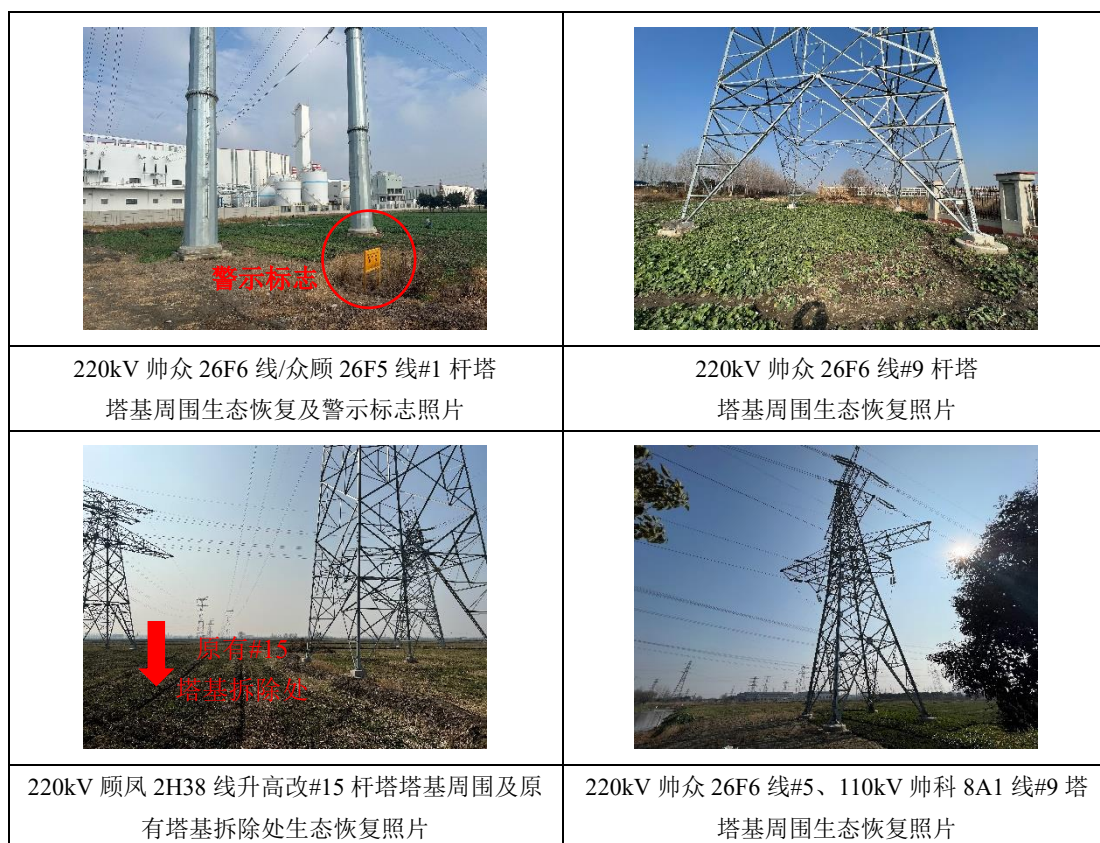 警示标志
220kV 帅众 26F6 线/众顾 26F5 线#1 杆塔
塔基周围生态恢复及警示标志照片
220kV 帅众 26F6 线#9 杆塔
塔基周围生态恢复照片
原有#15
塔基拆除处
220kV 顾凤 2H38 线升高改#15 杆塔塔基周围及原
有塔基拆除处生态恢复照片
220kV 帅众 26F6 线#5、110kV 帅科 8A1 线#9 塔
塔基周围生态恢复照片